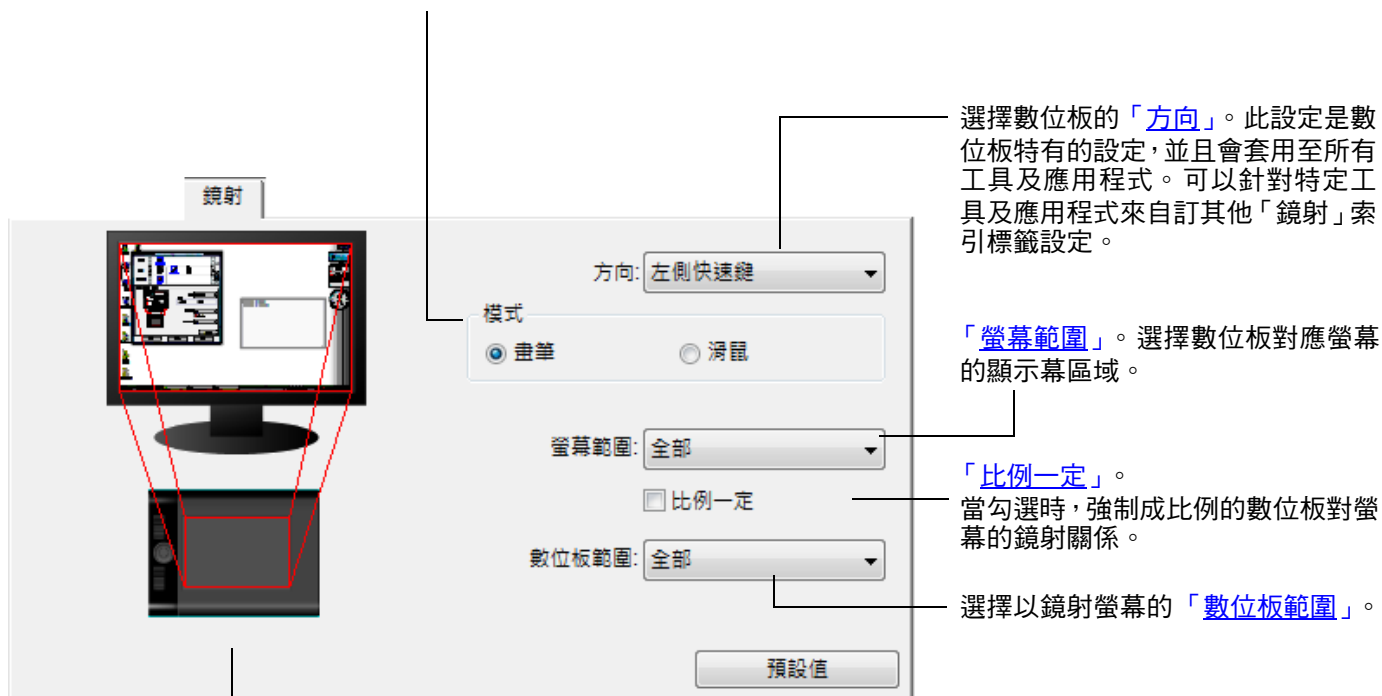 選擇數位板的「方向」。此設定是數
位板特有的設定，並且會套用至所有
工具及應用程式。可以針對特定工
具及應用程式來自訂其他「鏡射」索
引標籤設定。
鏡射
方向: 左側快速鍵
模式
畫筆 滑鼠
「螢幕範圍」。選擇數位板對應螢幕
的顯示幕區域。
螢幕範圍: 全部
比例一定
「比例一定」。
當勾選時，強制成比例的數位板對螢
幕的鏡射關係。
數位板範圍: 全部
選擇以鏡射螢幕的「數位板範圍」。
預設值